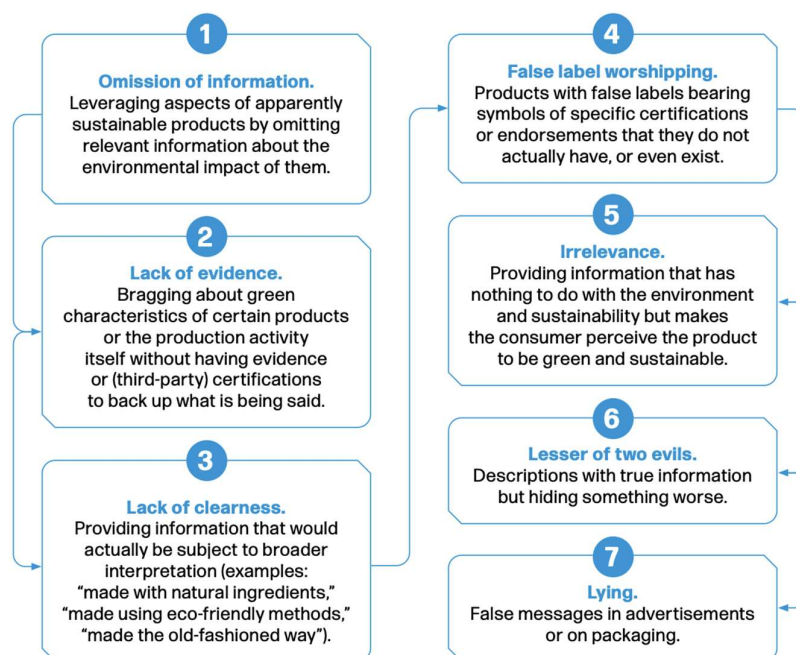 1
Omission of information.
Leveraging aspects of apparently
sustainable products by omitting
relevant information about the
environmental impact of them.
2
Lack of evidence.
Bragging about green
characteristics of certain products
or the production activity
itself without having evidence
or (third-party) certifications
to back up what is being said.
3
Lack of clearness.
Providing information that would
actually be subject to broader
interpretation (examples:
“made with natural ingredients,”
“made using eco-friendly methods,”
“made the old-fashioned way”).
4
False label worshipping.
Products with false labels bearing
symbols of specific certifications
or endorsements that they do not
actually have, or even exist.
5
Irrelevance.
Providing information that has
nothing to do with the environment
and sustainability but makes
the consumer perceive the product
to be green and sustainable.
6
Lesser of two evils.
Descriptions with true information
but hiding something worse.
7
Lying.
False messages in advertisements
or on packaging.